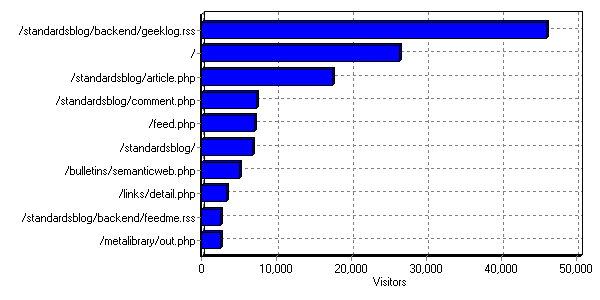 /standardsblog/backend/geeklog.rss
/
/standardsblog/article.php
/standardsblog/comment.php
/feed.php
/standardsblog/
/bulletins/semanticweb.php
/links/detail.php
/standardsblog/backend/feedme.rss
/metalibrary/out.php
0 10,000 20,000 30,000 40,000 50,000
Visitors